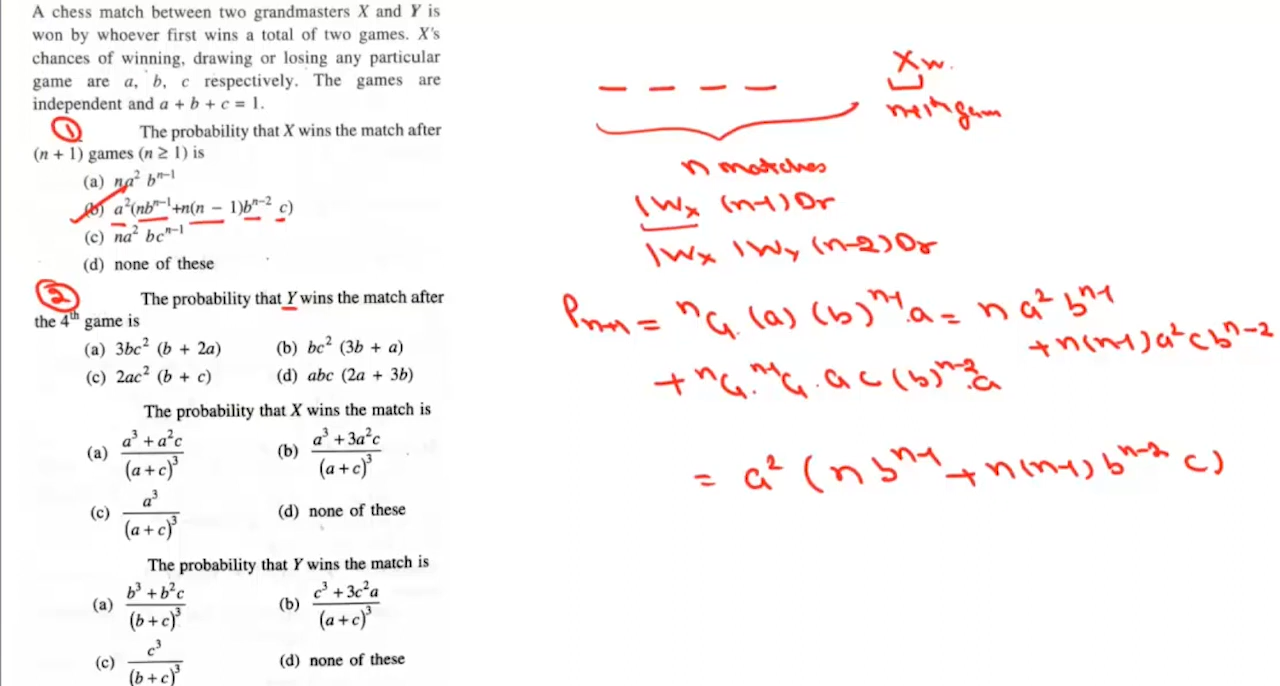 A chess match between two grandmasters X and Y is
won by whoever first wins a total of two games. X's
chances of winning, drawing or losing any particular
game are a, b, c respectively. The games are
independent and a + b + c = 1.
① The probability that X wins the match after
(n + 1) games (n ≥ 1) is
(a) na² bⁿ⁻¹
(b) a²(nbⁿ⁻¹+n(n − 1)bⁿ⁻² c)
(c) na² bcⁿ⁻¹
(d) none of these
② The probability that Y wins the match after
the 4th game is
(a) 3bc² (b + 2a) (b) bc² (3b + a)
(c) 2ac² (b + c) (d) abc (2a + 3b)
The probability that X wins the match is
(a) (a³ + a²c)/(a + c)³ (b) (a³ + 3a²c)/(a + c)³
(c) a³/(a + c)³ (d) none of these
The probability that Y wins the match is
(a) (b³ + b²c)/(b + c)³ (b) (c³ + 3c²a)/(a + c)³
(c) c³/(b + c)³ (d) none of these
Xw.
n+1th gam
n matches
1Wx (n-1)Dr
1Wx 1Wy (n-2)Dr
Pn+1 = ⁿC₁.(a)(b)ⁿ⁻¹.a = na²bⁿ⁻¹
+n(n-1)a²cbⁿ⁻²
+ⁿC₁.ⁿ⁻¹C₁.a c(b)ⁿ⁻².a
= a²(nbⁿ⁻¹+n(n-1)bⁿ⁻²c)